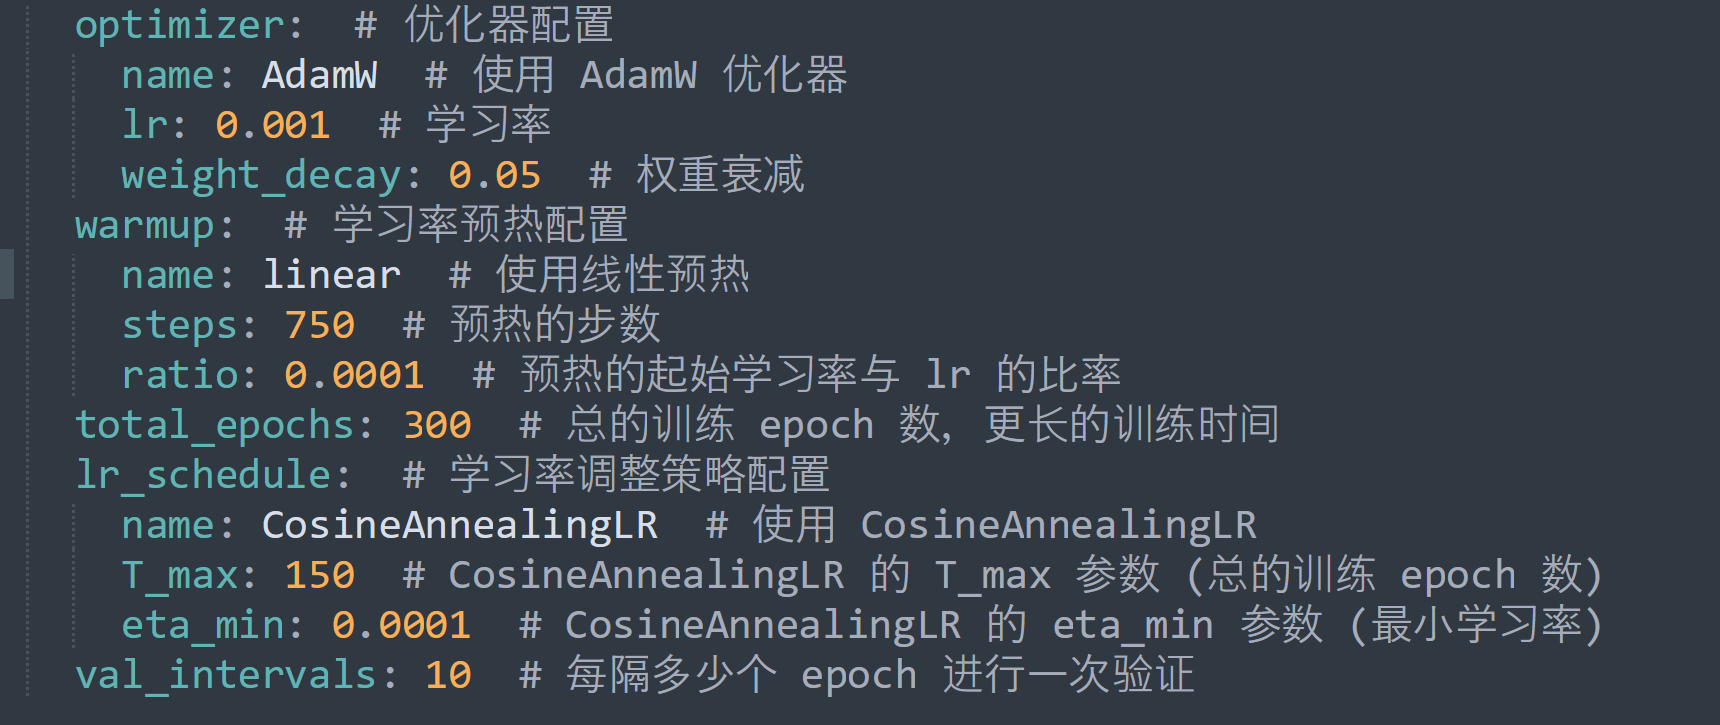 optimizer:  # 优化器配置
  name: AdamW  # 使用 AdamW 优化器
  lr: 0.001  # 学习率
  weight_decay: 0.05  # 权重衰减
warmup:  # 学习率预热配置
  name: linear  # 使用线性预热
  steps: 750  # 预热的步数
  ratio: 0.0001  # 预热的起始学习率与 lr 的比率
total_epochs: 300  # 总的训练 epoch 数，更长的训练时间
lr_schedule:  # 学习率调整策略配置
  name: CosineAnnealingLR  # 使用 CosineAnnealingLR
  T_max: 150  # CosineAnnealingLR 的 T_max 参数 (总的训练 epoch 数)
  eta_min: 0.0001  # CosineAnnealingLR 的 eta_min 参数 (最小学习率)
val_intervals: 10  # 每隔多少个 epoch 进行一次验证